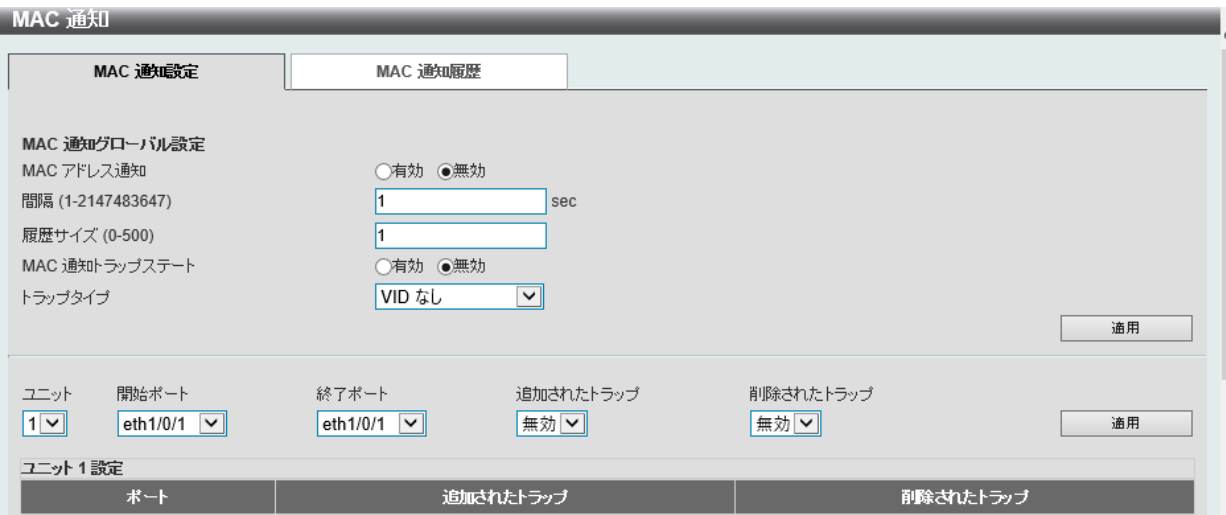 MAC 通知
MAC 通知設定 MAC 通知履歴
MAC 通知グローバル設定
MAC アドレス通知 有効 無効
間隔 (1-2147483647) 1 sec
履歴サイズ (0-500) 1
MAC 通知トラップステート 有効 無効
トラップタイプ VID なし
適用
ユニット 開始ポート 終了ポート 追加されたトラップ 削除されたトラップ
1 eth1/0/1 eth1/0/1 無効 無効 適用
ユニット 1 設定
ポート 追加されたトラップ 削除されたトラップ